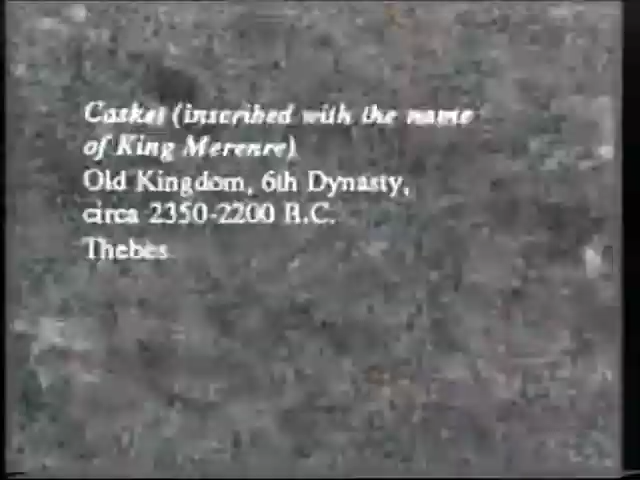 Casket (inscribed with the name
of King Merenre)
Old Kingdom, 6th Dynasty,
circa 2350-2200 B.C.
Thebes